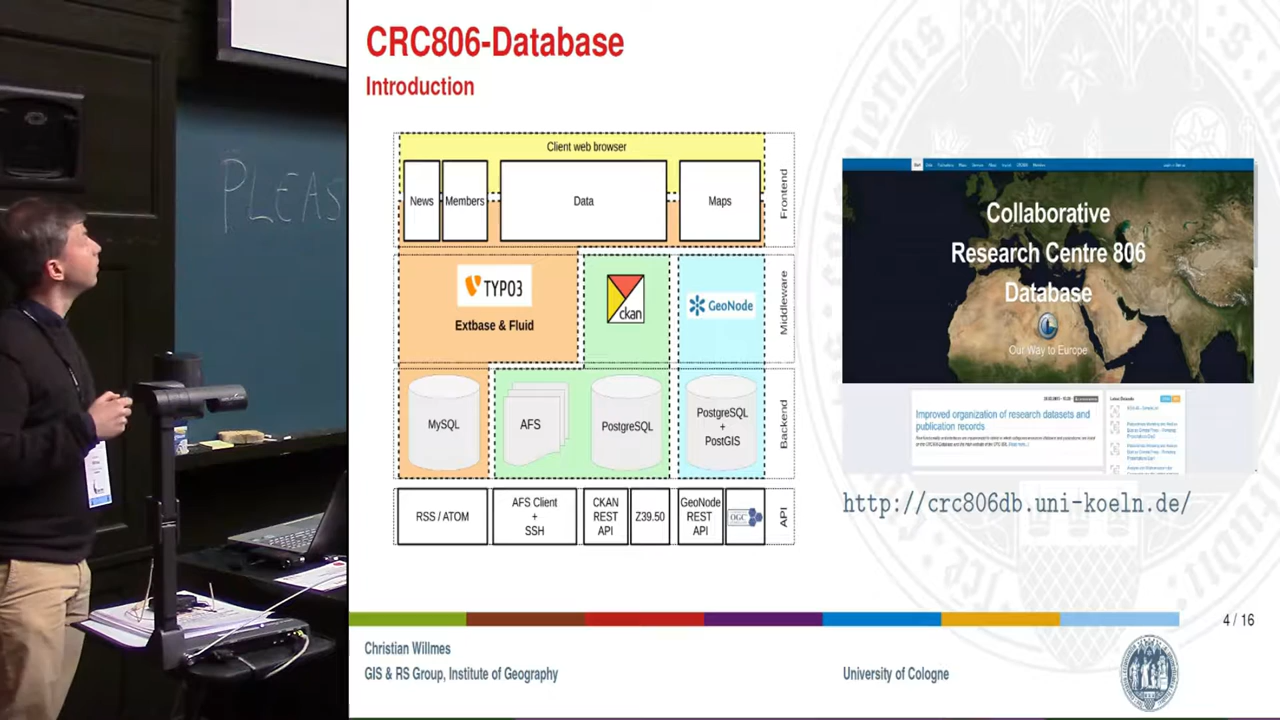 PLEAS
CRC806-Database
Introduction
Client web browser
News
Members
Data
Maps
Frontend
TYPO3
Extbase & Fluid
ckan
GeoNode
Middleware
MySQL
AFS
PostgreSQL
PostgreSQL
+
PostGIS
Backend
RSS / ATOM
AFS Client
+
SSH
CKAN
REST
API
Z39.50
GeoNode
REST
API
OGC
API
Collaborative
Research Centre 806
Database
Our Way to Europe
Improved organization of research datasets and
publication records
http://crc806db.uni-koeln.de/
4 / 16
Christian Willmes
GIS & RS Group, Institute of Geography
University of Cologne